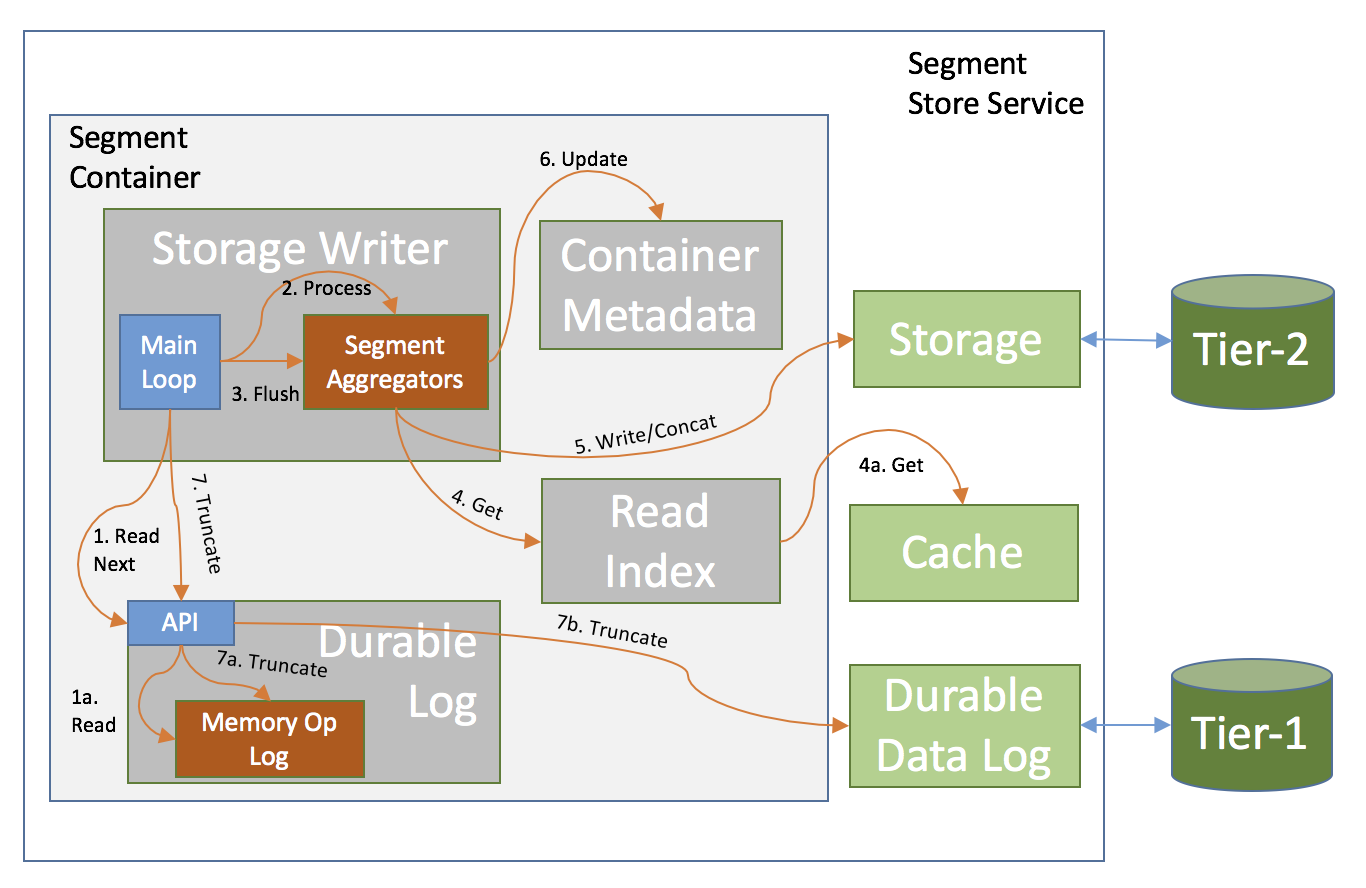 Segment
Store Service
Segment
Container
6. Update
Storage Writer
Container
Metadata
2. Process
Main
Loop
Segment
Aggregators
3. Flush
Storage
Tier-2
5. Write/Concat
4a. Get
4. Get
7. Truncate
Read
Index
1. Read
Next
Cache
API
Durable
Log
7b. Truncate
7a. Truncate
1a.
Read
Memory Op
Log
Durable
Data Log
Tier-1